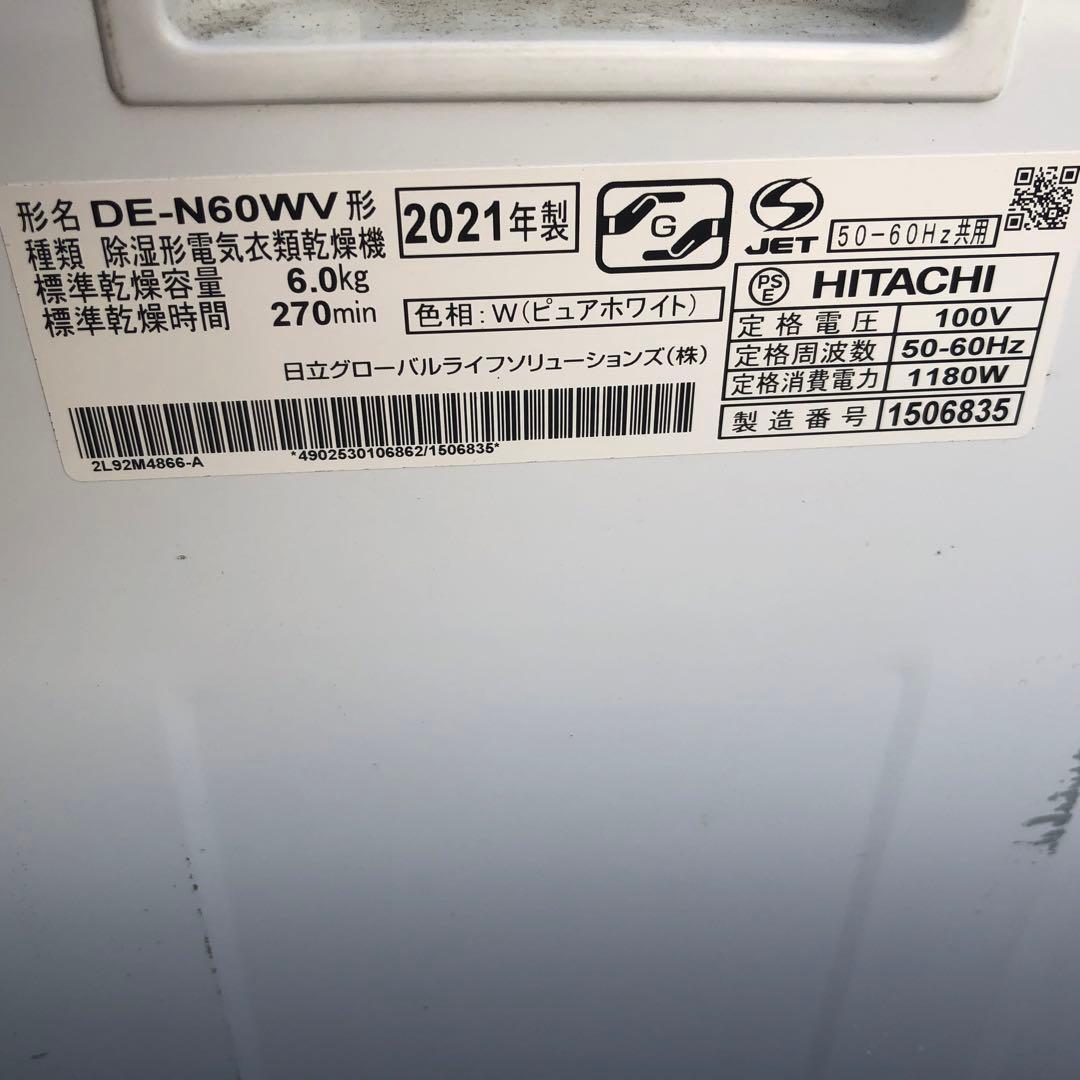 形名 DE-N60WV 形
種類 除湿形電気衣類乾燥機
標準乾燥容量 6.0kg
標準乾燥時間 270min
2021年製
色相:W(ピュアホワイト)
日立グローバルライフソリューションズ(株)
2L92M4866-A
*4902530106862/1506835*
G
JET
50-60Hz共用
PSE HITACHI
定格電圧 100V
定格周波数 50-60Hz
定格消費電力 1180W
製造番号 1506835